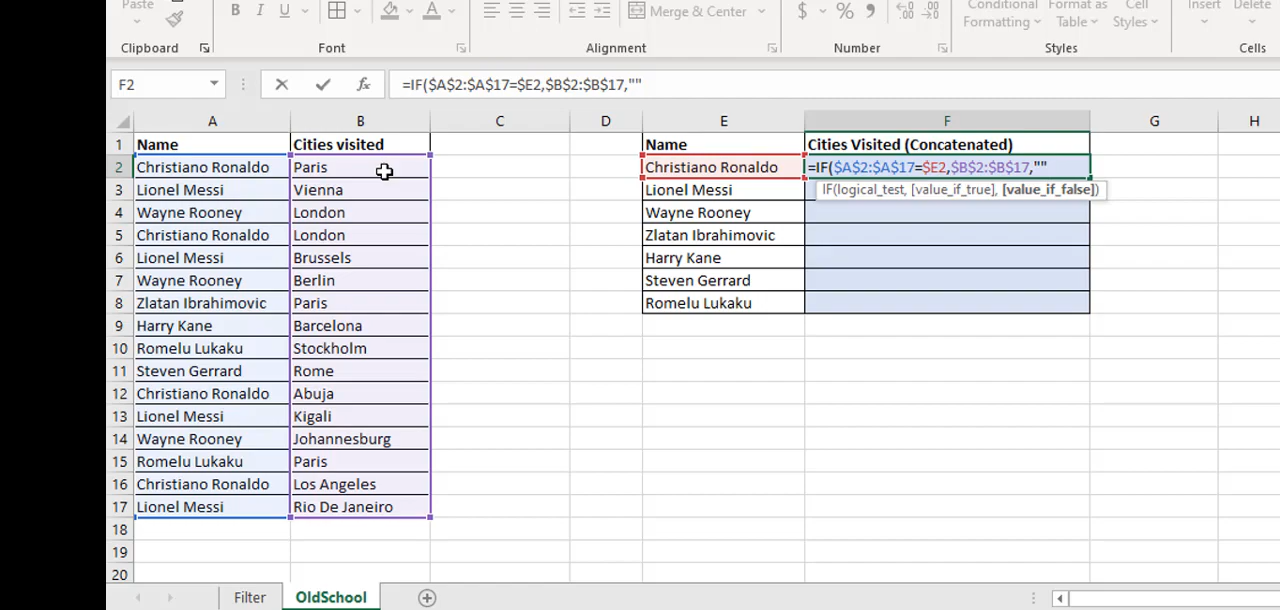 Paste
B I U A
Merge & Center
$ % 9
Conditional Formatting
Format as Table
Cell Styles
Insert Delete
Clipboard Font Alignment Number Styles Cells
F2 fx =IF($A$2:$A$17=$E2,$B$2:$B$17,""
A B C D E F G H
1 Name Cities visited Name Cities Visited (Concatenated)
2 Christiano Ronaldo Paris Christiano Ronaldo =IF($A$2:$A$17=$E2,$B$2:$B$17,""
3 Lionel Messi Vienna Lionel Messi IF(logical_test, [value_if_true], [value_if_false])
4 Wayne Rooney London Wayne Rooney
5 Christiano Ronaldo London Zlatan Ibrahimovic
6 Lionel Messi Brussels Harry Kane
7 Wayne Rooney Berlin Steven Gerrard
8 Zlatan Ibrahimovic Paris Romelu Lukaku
9 Harry Kane Barcelona
10 Romelu Lukaku Stockholm
11 Steven Gerrard Rome
12 Christiano Ronaldo Abuja
13 Lionel Messi Kigali
14 Wayne Rooney Johannesburg
15 Romelu Lukaku Paris
16 Christiano Ronaldo Los Angeles
17 Lionel Messi Rio De Janeiro
18
19
20
Filter OldSchool